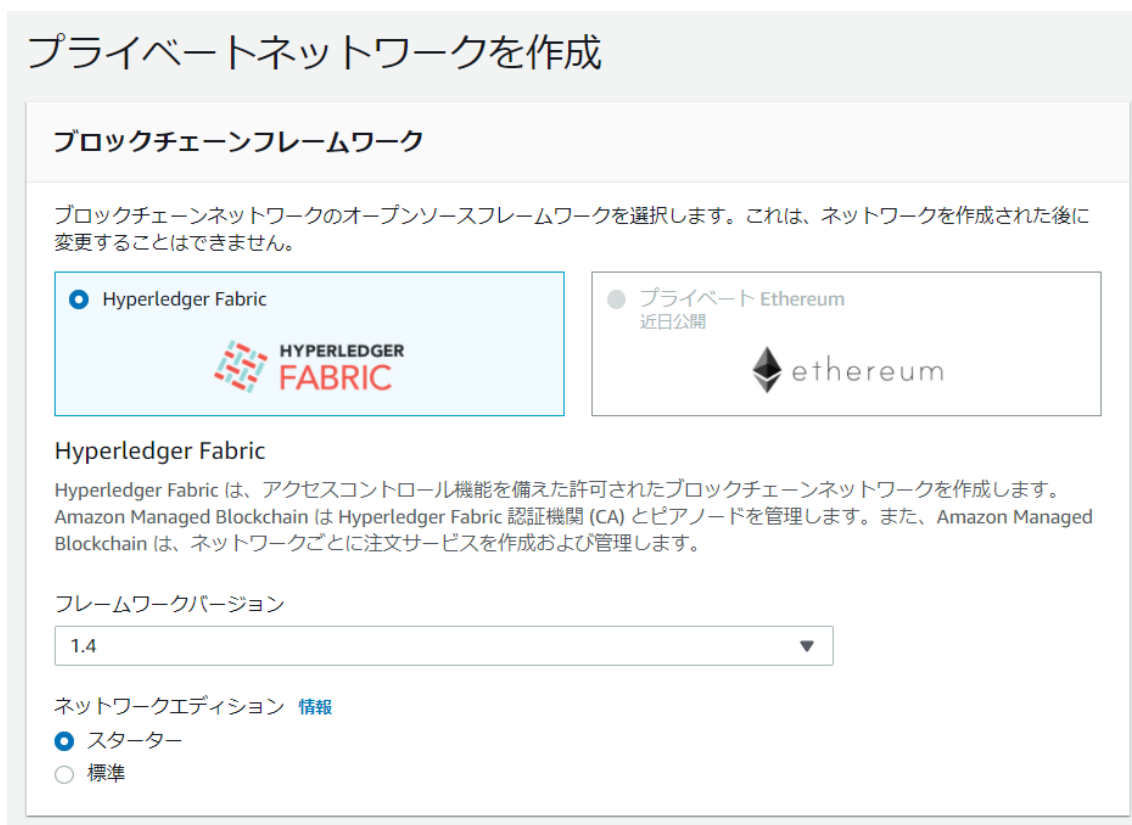 プライベートネットワークを作成
ブロックチェーンフレームワーク
ブロックチェーンネットワークのオープンソースフレームワークを選択します。これは、ネットワークを作成された後に
変更することはできません。
Hyperledger Fabric
HYPERLEDGER
FABRIC
プライベート Ethereum
近日公開
ethereum
Hyperledger Fabric
Hyperledger Fabric は、アクセスコントロール機能を備えた許可されたブロックチェーンネットワークを作成します。
Amazon Managed Blockchain は Hyperledger Fabric 認証機関 (CA) とピアノードを管理します。また、Amazon Managed
Blockchain は、ネットワークごとに注文サービスを作成および管理します。
フレームワークバージョン
1.4
ネットワークエディション 情報
スターター
標準